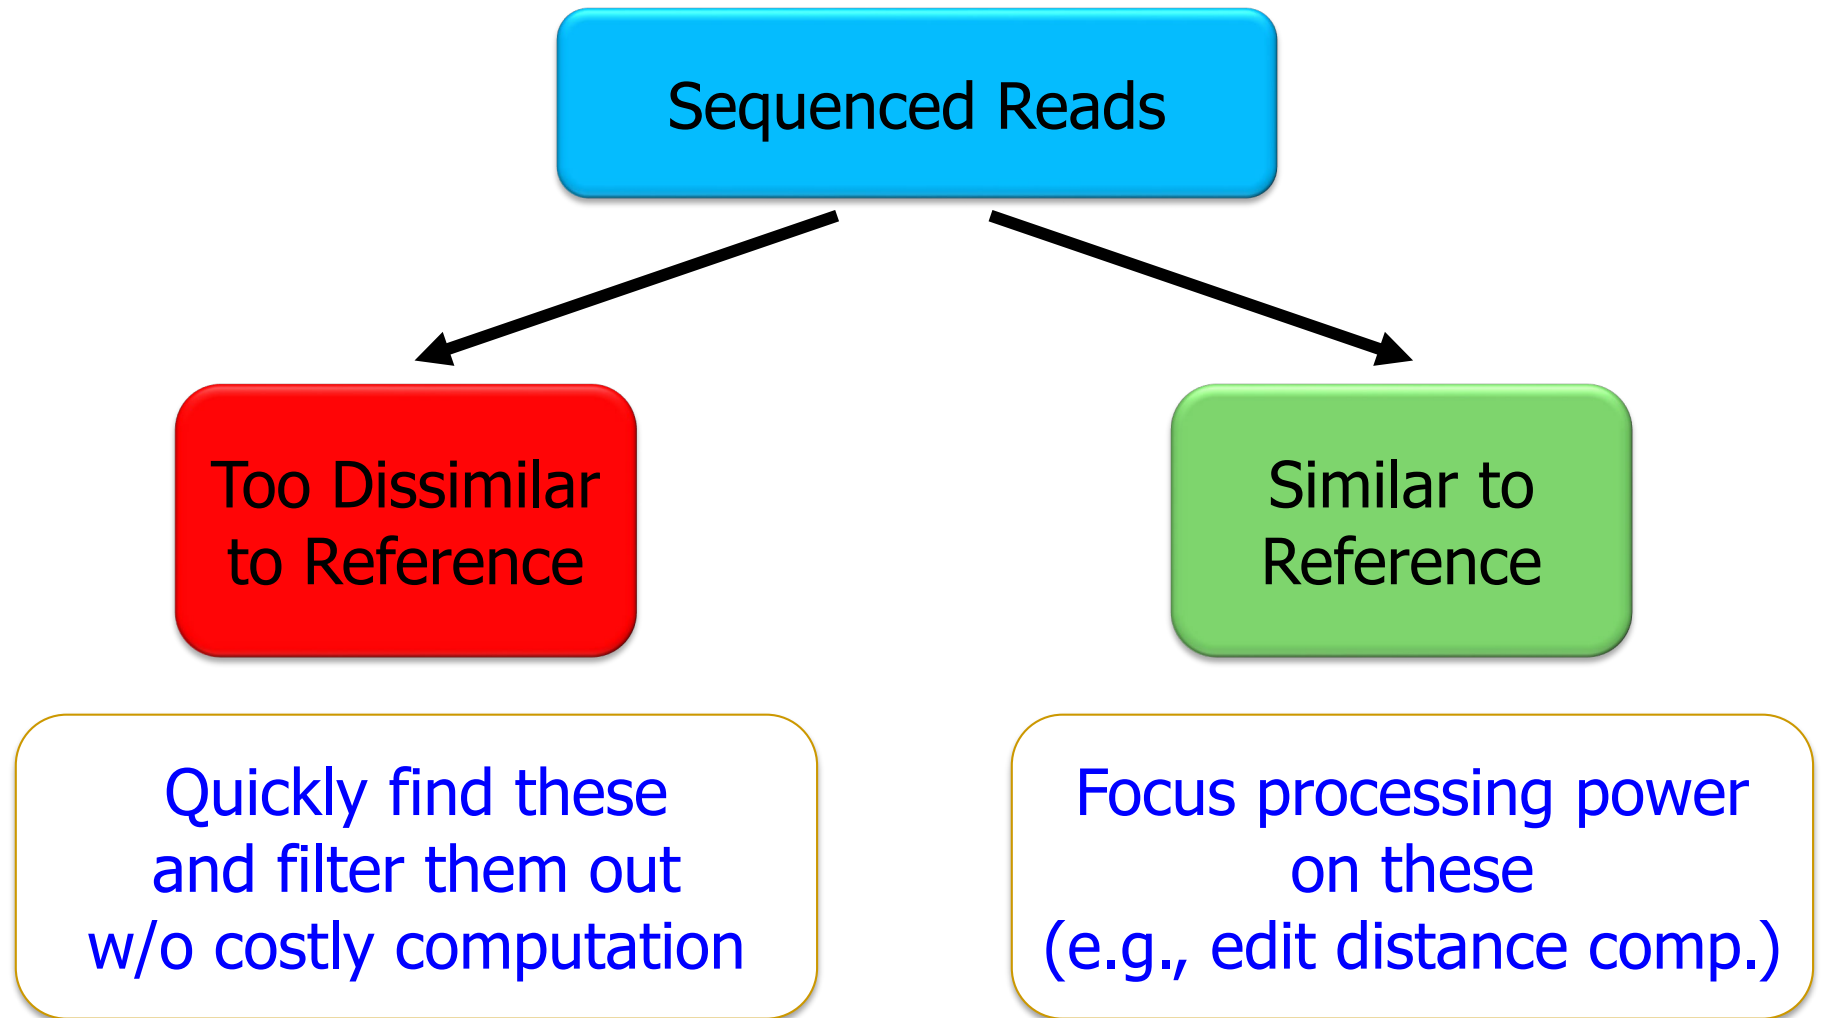 Sequenced Reads
Too Dissimilar
to Reference
Similar to
Reference
Quickly find these
and filter them out
w/o costly computation
Focus processing power
on these
(e.g., edit distance comp.)